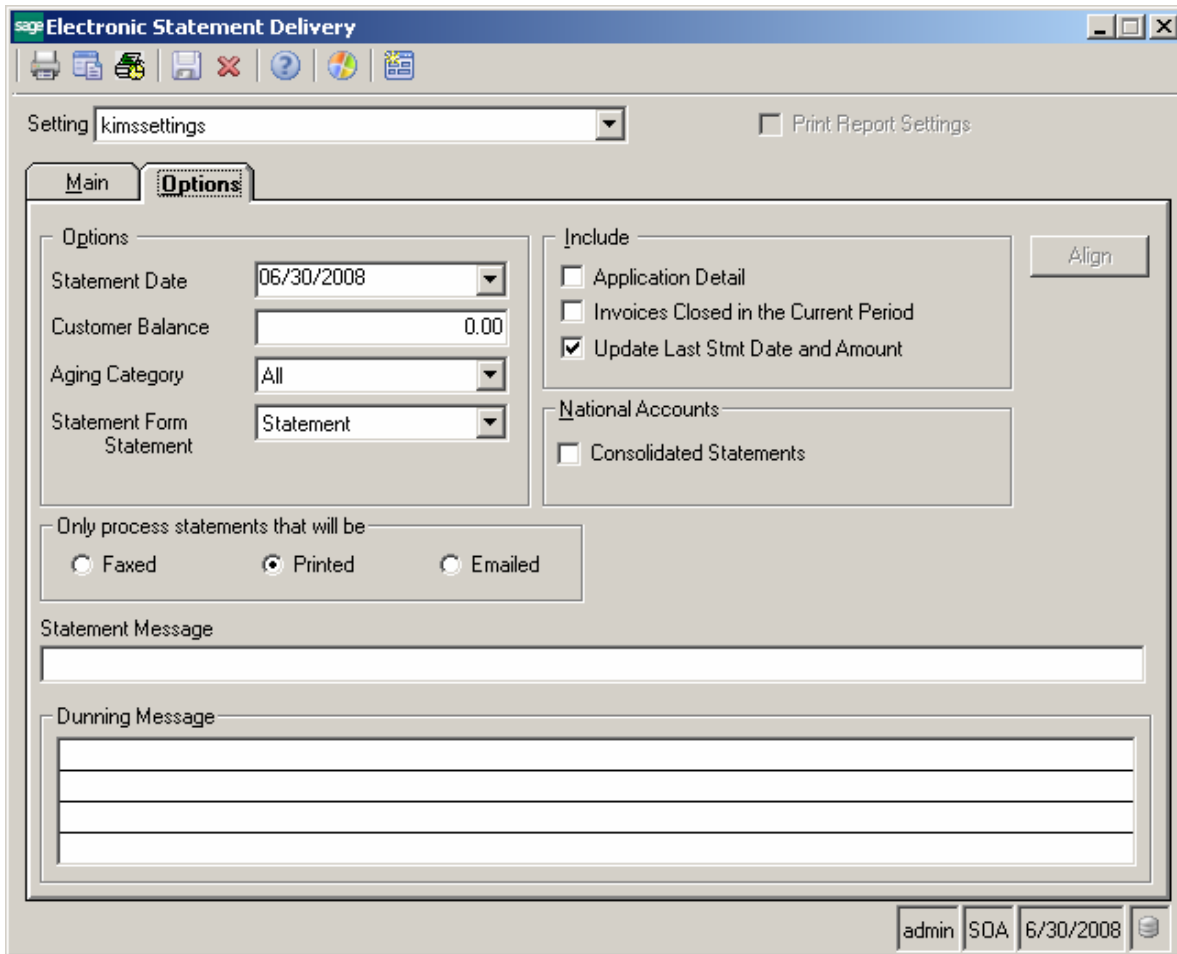 sage Electronic Statement Delivery
Setting kimssettings
Print Report Settings
Main
Options
Options
Statement Date 06/30/2008
Customer Balance 0.00
Aging Category All
Statement Form Statement
Statement
Include
Application Detail
Invoices Closed in the Current Period
Update Last Stmt Date and Amount
Align
National Accounts
Consolidated Statements
Only process statements that will be
Faxed Printed Emailed
Statement Message
Dunning Message
admin SOA 6/30/2008